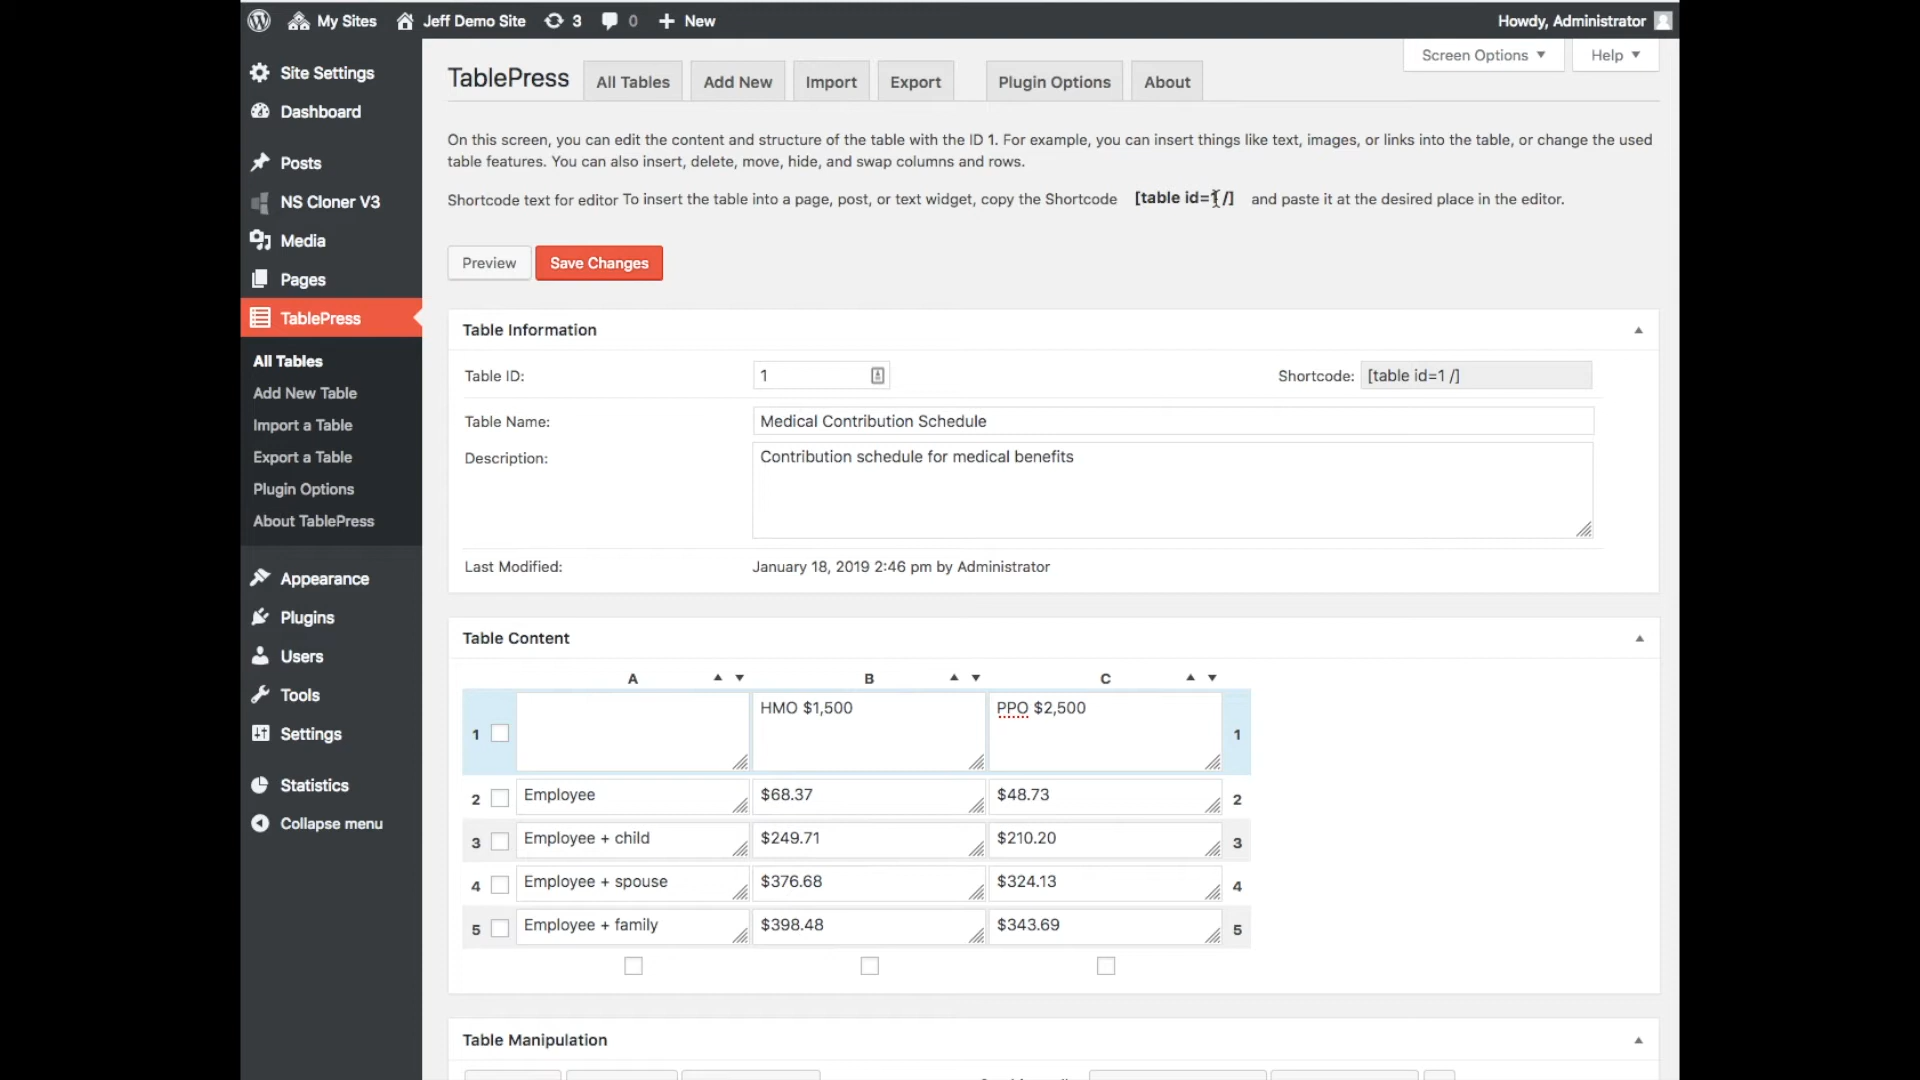 My Sites Jeff Demo Site 3 0 New Howdy, Administrator
Screen Options Help
Site Settings
Dashboard
Posts
NS Cloner V3
Media
Pages
TablePress
All Tables
Add New Table
Import a Table
Export a Table
Plugin Options
About TablePress
Appearance
Plugins
Users
Tools
Settings
Statistics
Collapse menu
TablePress All Tables Add New Import Export Plugin Options About
On this screen, you can edit the content and structure of the table with the ID 1. For example, you can insert things like text, images, or links into the table, or change the used
table features. You can also insert, delete, move, hide, and swap columns and rows.
Shortcode text for editor To insert the table into a page, post, or text widget, copy the Shortcode [table id=1 /] and paste it at the desired place in the editor.
Preview Save Changes
Table Information
Table ID: 1 Shortcode: [table id=1 /]
Table Name: Medical Contribution Schedule
Description: Contribution schedule for medical benefits
Last Modified: January 18, 2019 2:46 pm by Administrator
Table Content
A B C
1 HMO $1,500 PPO $2,500 1
2 Employee $68.37 $48.73 2
3 Employee + child $249.71 $210.20 3
4 Employee + spouse $376.68 $324.13 4
5 Employee + family $398.48 $343.69 5
Table Manipulation